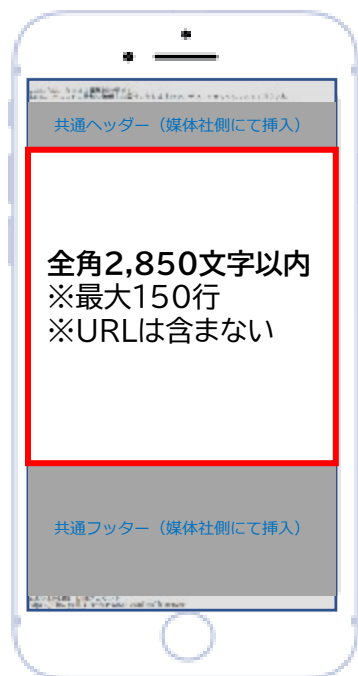 共通ヘッダー（媒体社側にて挿入）
全角2,850文字以内
※最大150行
※URLは含まない
共通フッター（媒体社側にて挿入）